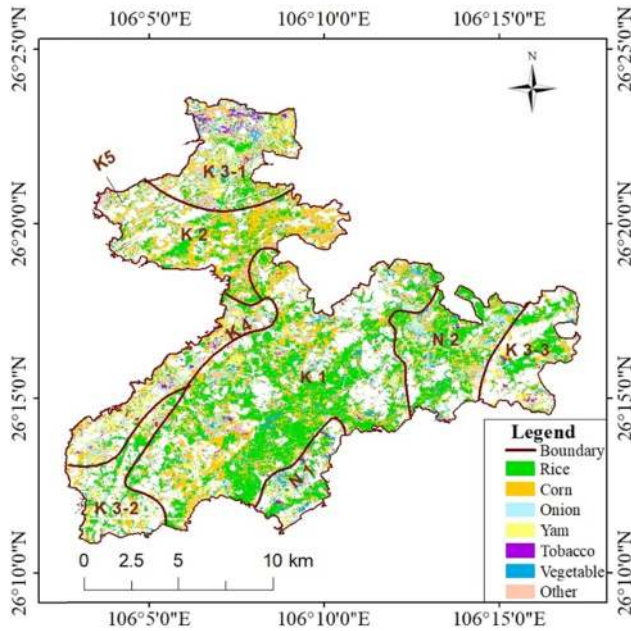 106°5'0"E 106°10'0"E 106°15'0"E
26°25'0"N 26°25'0"N
N
K5
K 3-1
26°20'0"N 26°20'0"N
K 2
K4
N 2
K 3-3
K 1
26°15'0"N 26°15'0"N
N 1
K 3-2
Legend
Boundary
Rice
Corn
Onion
Yam
Tobacco
Vegetable
Other
0 2.5 5 10 km
26°10'0"N 26°10'0"N
106°5'0"E 106°10'0"E 106°15'0"E